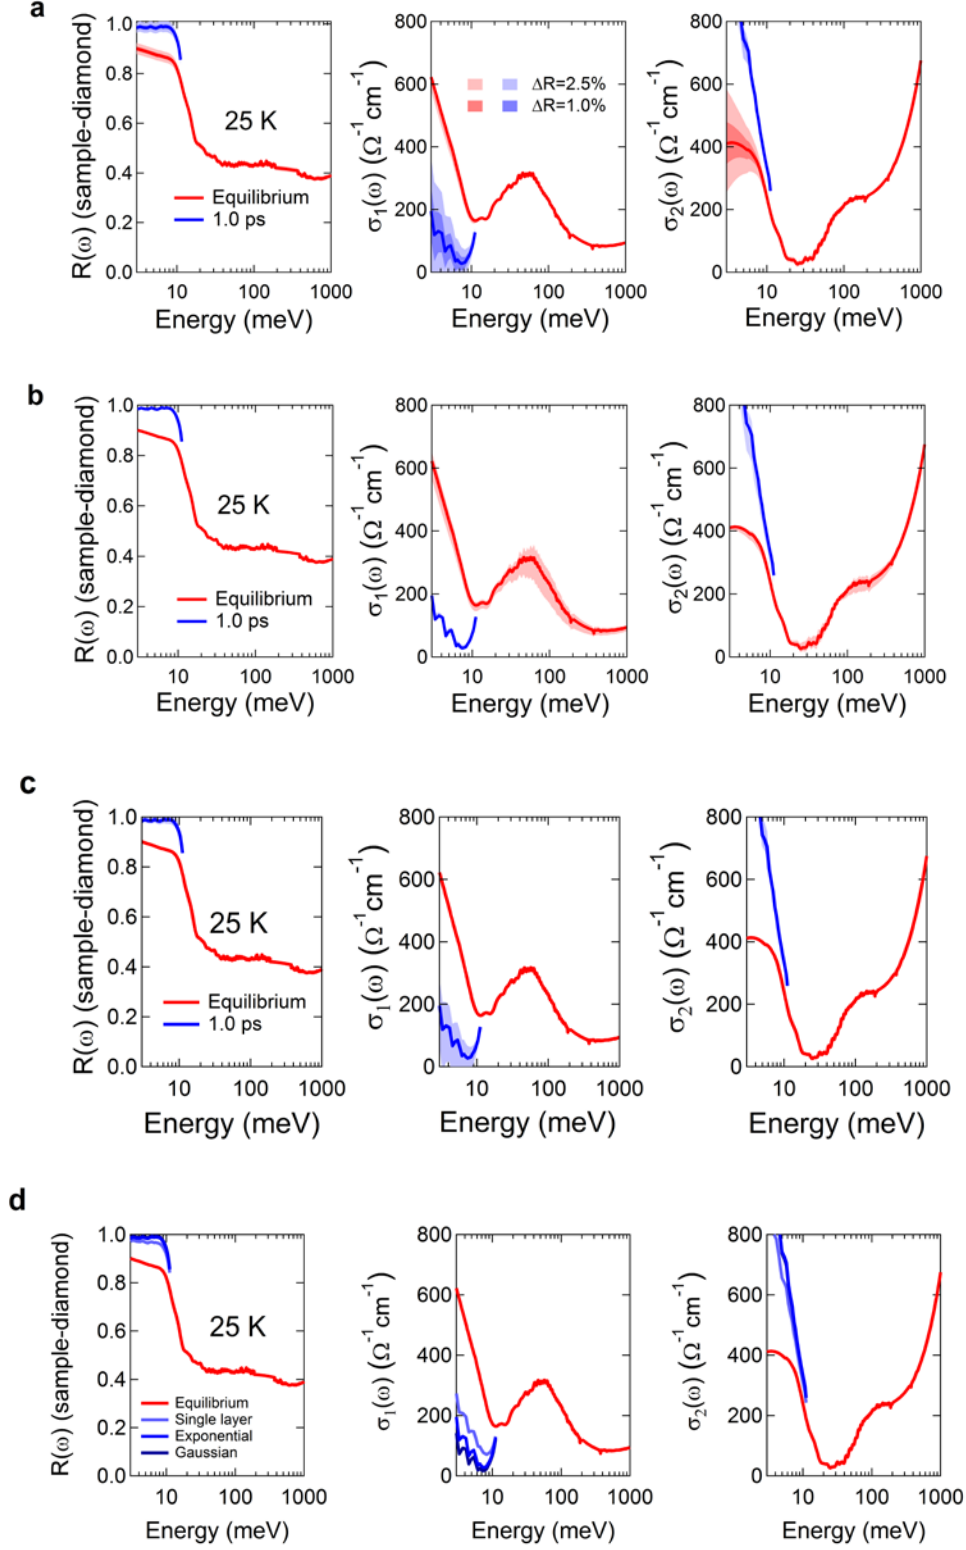 a
R(ω) (sample-diamond)
1.0
0.8
0.6
0.4
0.2
0.0
25 K
Equilibrium
1.0 ps
10 100 1000
Energy (meV)
σ₁(ω) (Ω⁻¹cm⁻¹)
800
600
400
200
0
ΔR=2.5%
ΔR=1.0%
10 100 1000
Energy (meV)
σ₂(ω) (Ω⁻¹cm⁻¹)
800
600
400
200
0
10 100 1000
Energy (meV)
b
R(ω) (sample-diamond)
1.0
0.8
0.6
0.4
0.2
0.0
25 K
Equilibrium
1.0 ps
10 100 1000
Energy (meV)
σ₁(ω) (Ω⁻¹cm⁻¹)
800
600
400
200
0
10 100 1000
Energy (meV)
σ₂(ω) (Ω⁻¹cm⁻¹)
800
600
400
200
0
10 100 1000
Energy (meV)
c
R(ω) (sample-diamond)
1.0
0.8
0.6
0.4
0.2
0.0
25 K
Equilibrium
1.0 ps
10 100 1000
Energy (meV)
σ₁(ω) (Ω⁻¹cm⁻¹)
800
600
400
200
0
10 100 1000
Energy (meV)
σ₂(ω) (Ω⁻¹cm⁻¹)
800
600
400
200
0
10 100 1000
Energy (meV)
d
R(ω) (sample-diamond)
1.0
0.8
0.6
0.4
0.2
0.0
25 K
Equilibrium
Single layer
Exponential
Gaussian
10 100 1000
Energy (meV)
σ₁(ω) (Ω⁻¹cm⁻¹)
800
600
400
200
0
10 100 1000
Energy (meV)
σ₂(ω) (Ω⁻¹cm⁻¹)
800
600
400
200
0
10 100 1000
Energy (meV)